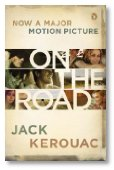 NOW A MAJOR
MOTION PICTURE
ON
THE
ROAD
JACK
KEROUAC